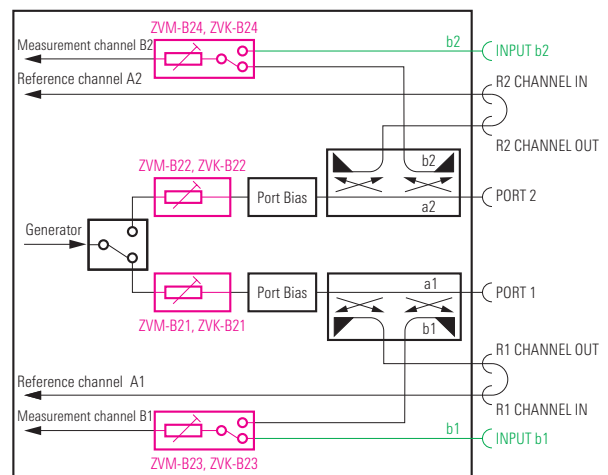 ZVM-B24, ZVK-B24
Measurement channel B2
b2
INPUT b2
Reference channel A2
R2 CHANNEL IN
R2 CHANNEL OUT
ZVM-B22, ZVK-B22
b2
Port Bias
a2
PORT 2
Generator
Port Bias
a1
PORT 1
b1
ZVM-B21, ZVK-B21
R1 CHANNEL OUT
Reference channel A1
R1 CHANNEL IN
Measurement channel B1
b1
INPUT b1
ZVM-B23, ZVK-B23